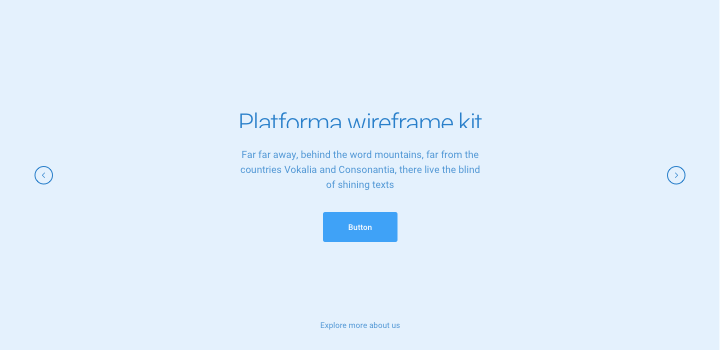 Platforma wireframe kit
Far far away, behind the word mountains, far from the
countries Vokalia and Consonantia, there live the blind
of shining texts
Button
Explore more about us